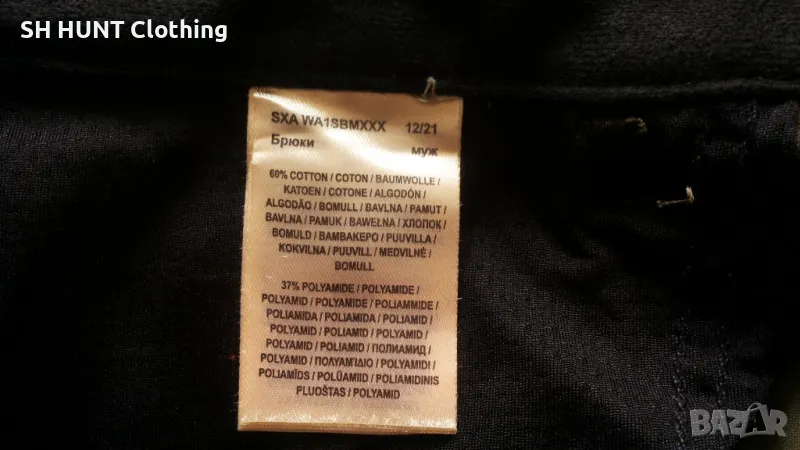 SH HUNT Clothing
SXA WA1SBMXXX 12/21
Брюки муж
60% COTTON / COTON / BAUMWOLLE /
KATOEN / COTONE / ALGODÓN /
ALGODÃO / BOMULL / BAVLNA / PAMUT /
BAVLNA / PAMUK / BAWEŁNA / ХЛОПОК /
BOMULD / ΒΑΜΒΑΚΕΡΟ / PUUVILLA /
KOKVILNA / PUUVILL / MEDVILNĖ /
BOMULL
37% POLYAMIDE / POLYAMIDE /
POLYAMID / POLYAMIDE / POLIAMMIDE /
POLIAMIDA / POLIAMIDA / POLYAMID /
POLYAMID / POLIAMID / POLYAMID /
POLYAMID / POLIAMID / ПОЛИАМИД /
POLYAMID / ΠΟΛΥΑΜΊΔΙΟ / POLYAMIDI /
POLIAMĪDS / POLÜAMIID / POLIAMIDINIS
PLUOŠTAS / POLYAMID
BAZAR